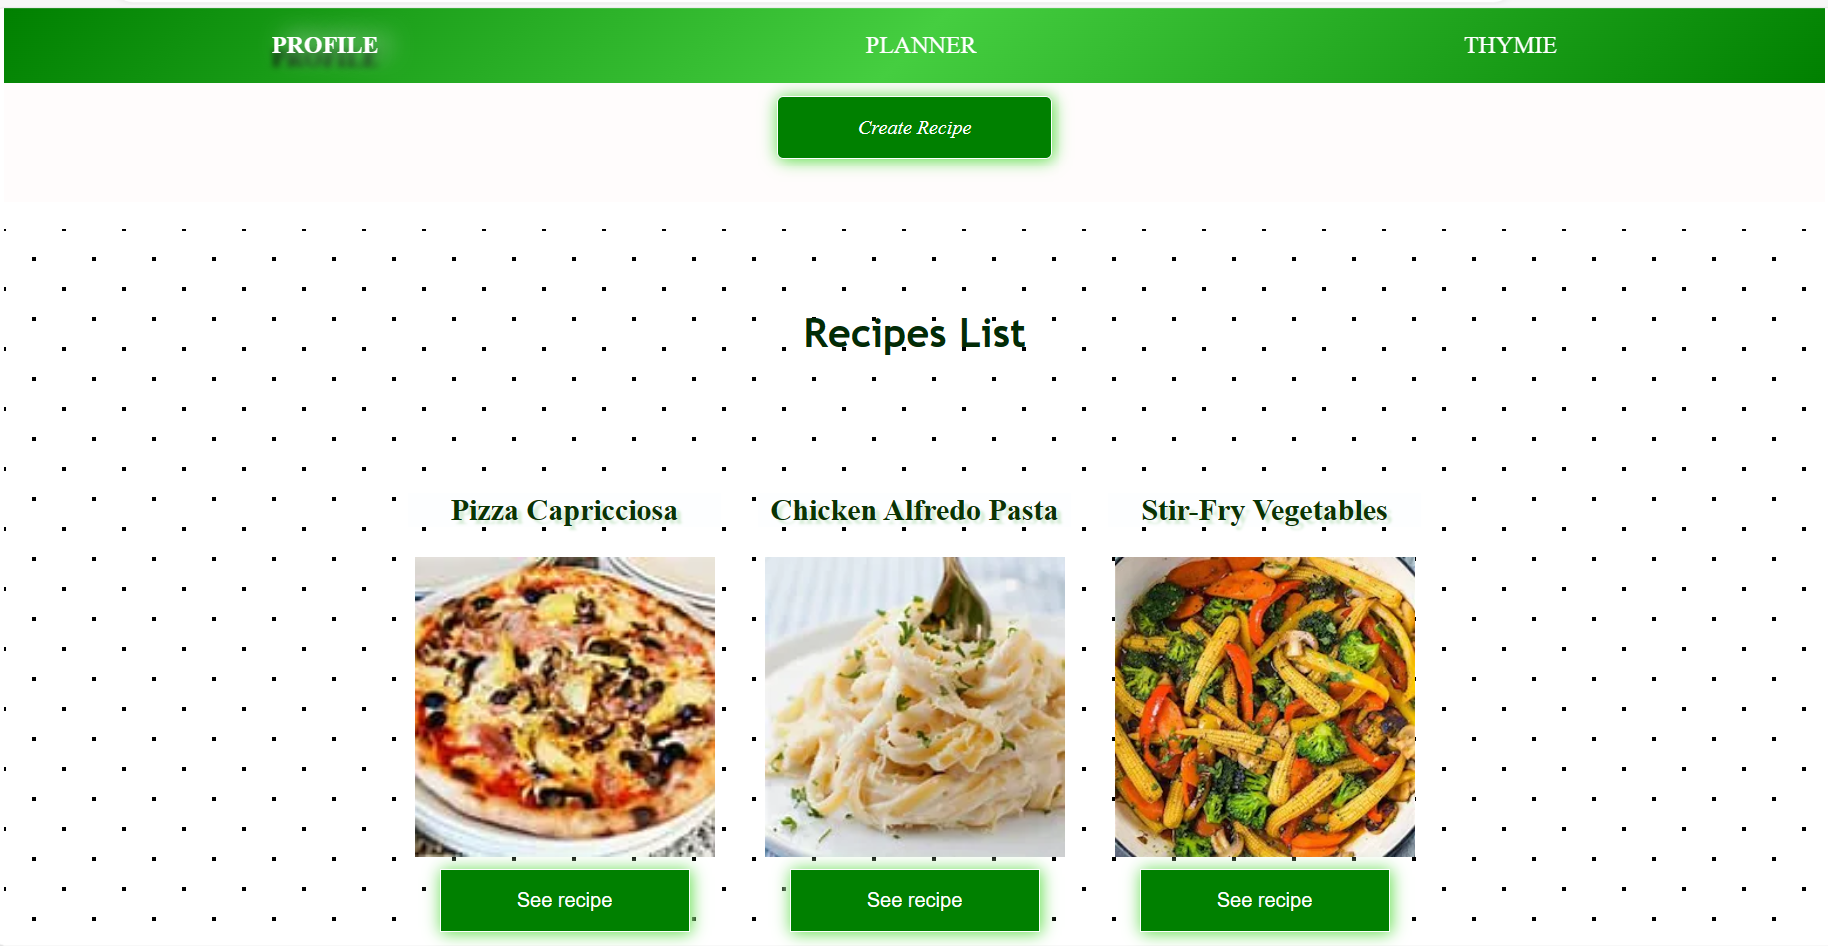 PROFILE PLANNER THYMIE
Create Recipe
Recipes List
Pizza Capricciosa Chicken Alfredo Pasta Stir-Fry Vegetables
See recipe See recipe See recipe